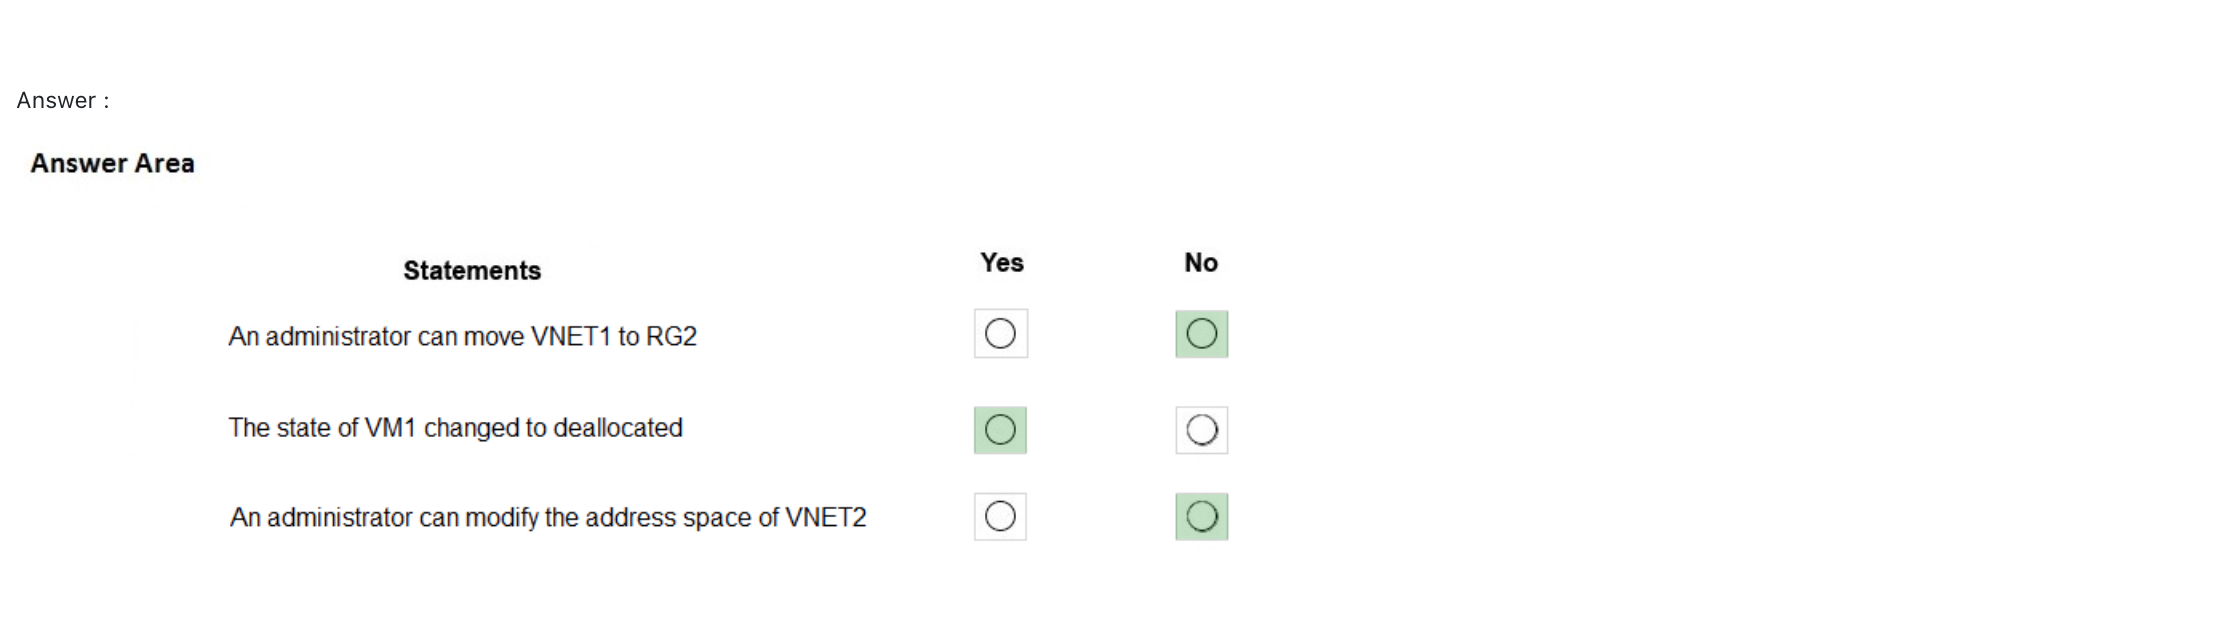 Answer :
Answer Area
Statements Yes No
An administrator can move VNET1 to RG2
The state of VM1 changed to deallocated
An administrator can modify the address space of VNET2